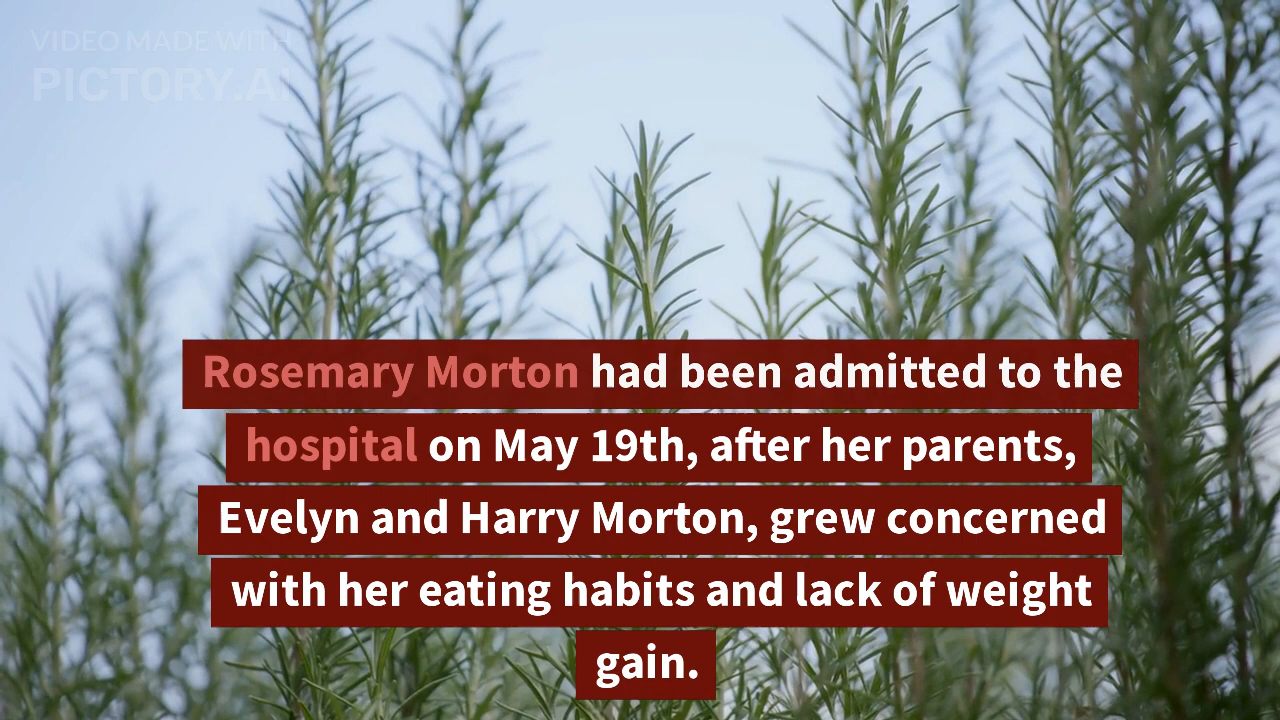 VIDEO MADE WITH
PICTORY.AI
Rosemary Morton had been admitted to the
hospital on May 19th, after her parents,
Evelyn and Harry Morton, grew concerned
with her eating habits and lack of weight
gain.